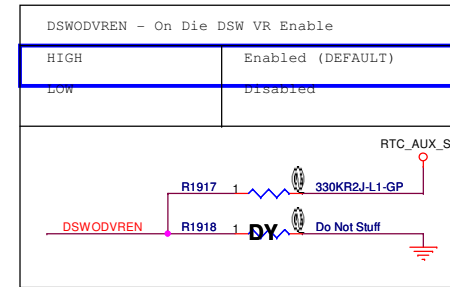 DSWODVREN - On Die DSW VR Enable
HIGH Enabled (DEFAULT)
LOW Disabled
RTC_AUX_S
R1917 1 330KR2J-L1-GP
DSWODVREN R1918 1 DY Do Not Stuff